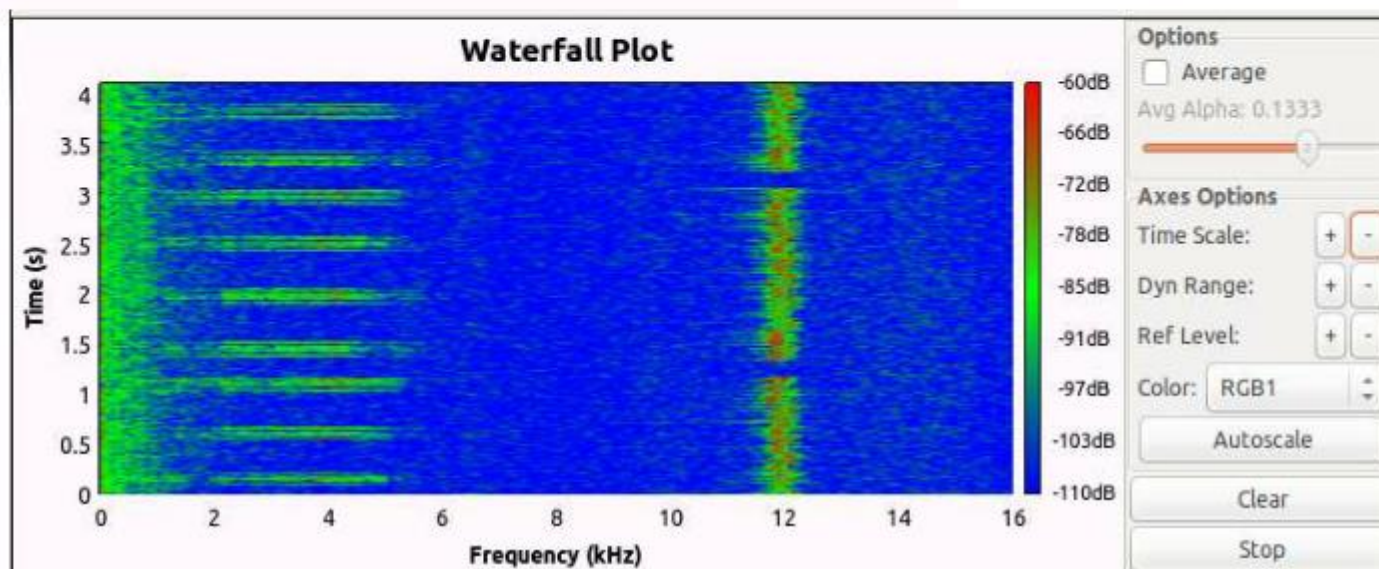 Waterfall Plot
4
3.5
3
2.5
2
1.5
1
0.5
0
Time (s)
0 2 4 6 8 10 12 14 16
Frequency (kHz)
-60dB
-66dB
-72dB
-78dB
-85dB
-91dB
-97dB
-103dB
-110dB
Options
Average
Avg Alpha: 0.1333
Axes Options
Time Scale: + -
Dyn Range: + -
Ref Level: + -
Color: RGB1
Autoscale
Clear
Stop